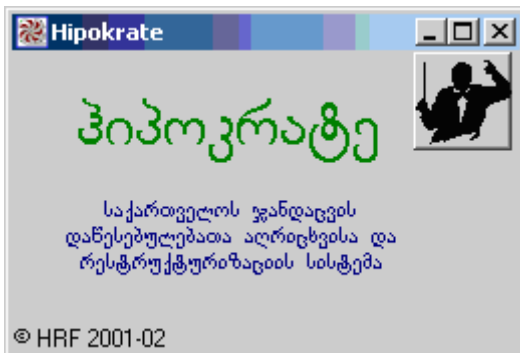 Hipokrate
ჰიპოკრატე
საქართველოს ჯანდაცვის
დაწესებულებათა აღრიცხვისა და
რესტრუქტურიზაციის სისტემა
© HRF 2001-02